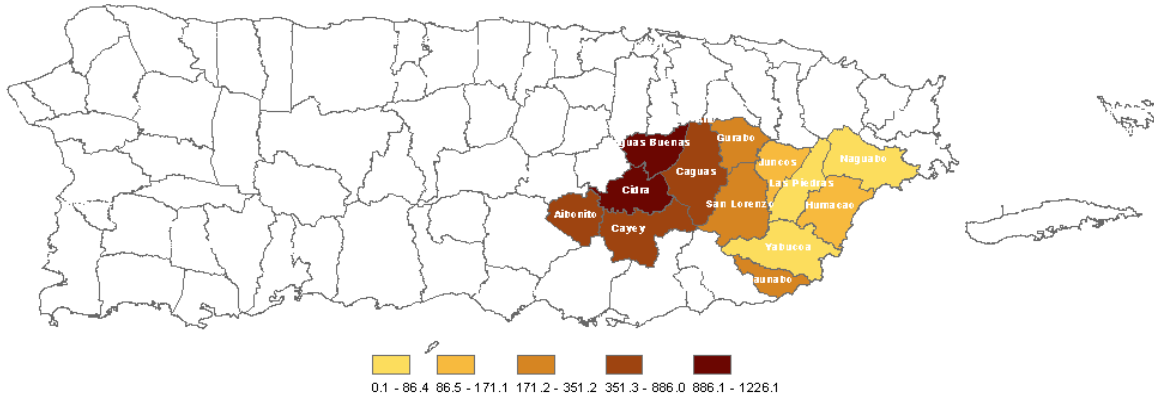 guas Buenas
Gurabo
Juncos
Naguabo
Caguas
Las Piedras
Cidra
San Lorenzo
Humacao
Aibonito
Cayey
Yabucoa
aunabo
0.1 - 86.4 86.5 - 171.1 171.2 - 351.2 351.3 - 886.0 886.1 - 1226.1